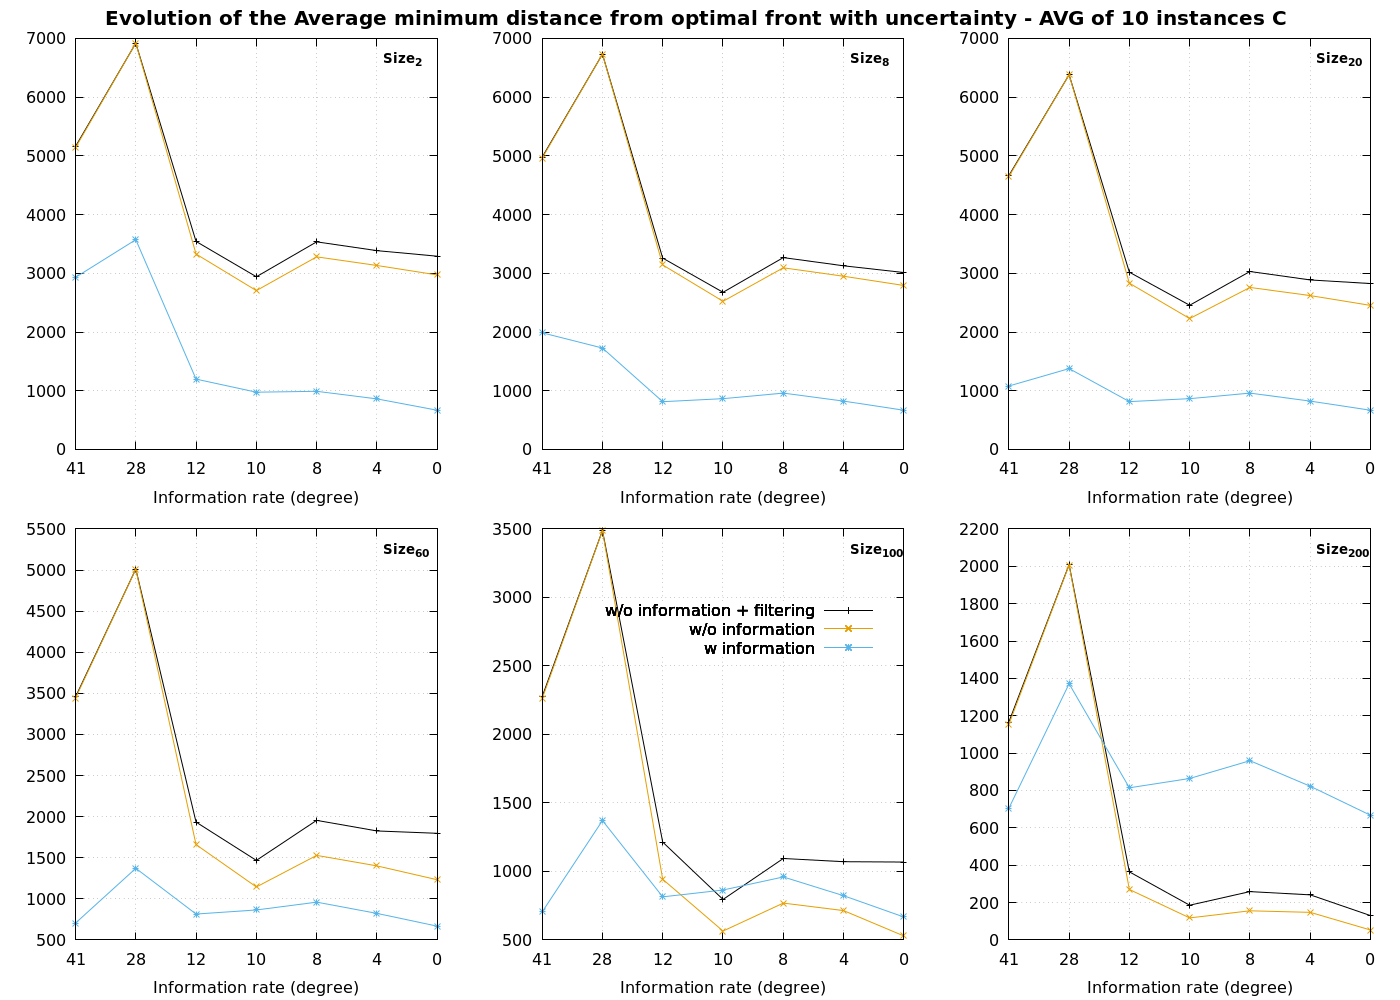 Evolution of the Average minimum distance from optimal front with uncertainty - AVG of 10 instances C
7000
6000
5000
4000
3000
2000
1000
0
41 28 12 10 8 4 0
Information rate (degree)
Size2
7000
6000
5000
4000
3000
2000
1000
0
41 28 12 10 8 4 0
Information rate (degree)
Size8
7000
6000
5000
4000
3000
2000
1000
0
41 28 12 10 8 4 0
Information rate (degree)
Size20
5500
5000
4500
4000
3500
3000
2500
2000
1500
1000
500
41 28 12 10 8 4 0
Information rate (degree)
Size60
3500
3000
2500
2000
1500
1000
500
41 28 12 10 8 4 0
Information rate (degree)
Size100
w/o information + filtering
w/o information
w information
2200
2000
1800
1600
1400
1200
1000
800
600
400
200
0
41 28 12 10 8 4 0
Information rate (degree)
Size200